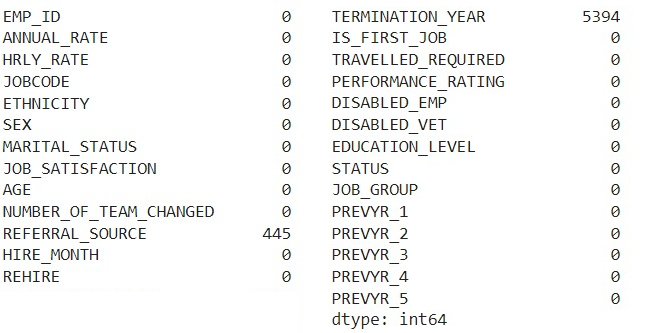 EMP_ID 0
ANNUAL_RATE 0
HRLY_RATE 0
JOBCODE 0
ETHNICITY 0
SEX 0
MARITAL_STATUS 0
JOB_SATISFACTION 0
AGE 0
NUMBER_OF_TEAM_CHANGED 0
REFERRAL_SOURCE 445
HIRE_MONTH 0
REHIRE 0
TERMINATION_YEAR 5394
IS_FIRST_JOB 0
TRAVELLED_REQUIRED 0
PERFORMANCE_RATING 0
DISABLED_EMP 0
DISABLED_VET 0
EDUCATION_LEVEL 0
STATUS 0
JOB_GROUP 0
PREVYR_1 0
PREVYR_2 0
PREVYR_3 0
PREVYR_4 0
PREVYR_5 0
dtype: int64